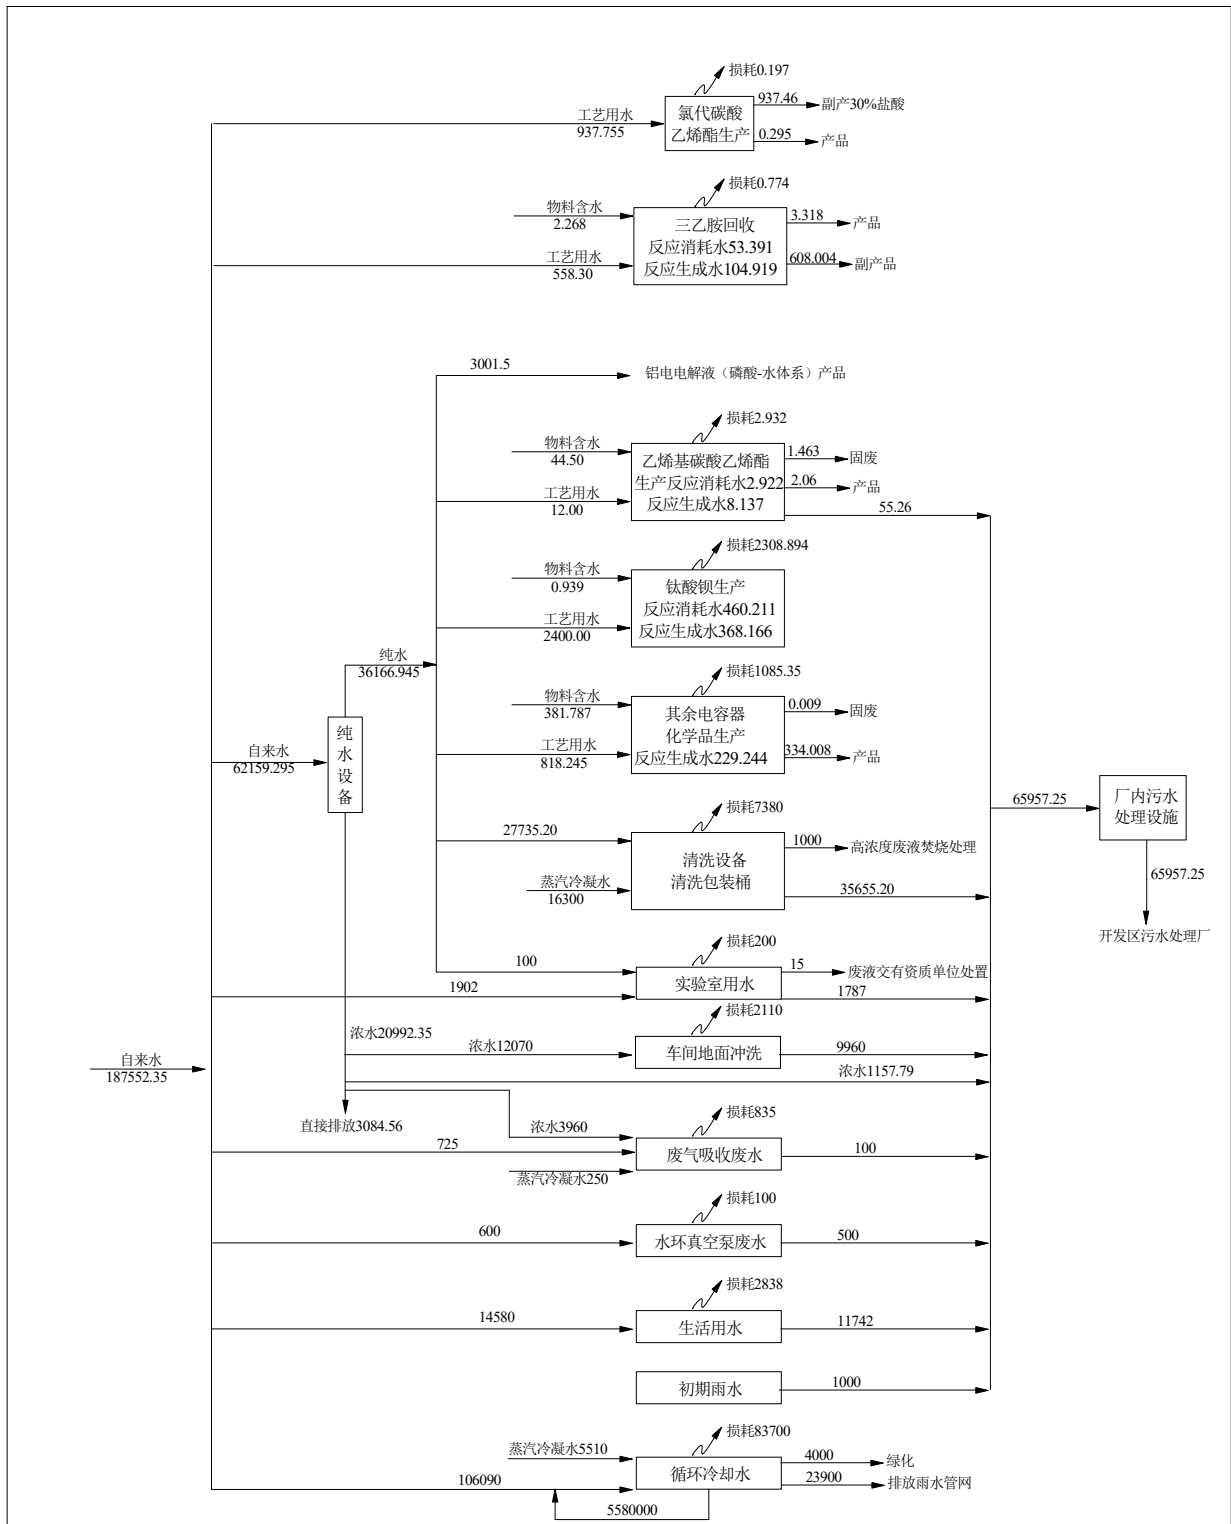 损耗0.197
工艺用水
937.755
氯代碳酸
乙烯酯生产
937.46
副产30%盐酸
0.295
产品
损耗0.774
物料含水
2.268
工艺用水
558.30
三乙胺回收
反应消耗水53.391
反应生成水104.919
3.318
产品
608.004
副产品
3001.5
铝电电解液（磷酸-水体系）产品
损耗2.932
物料含水
44.50
工艺用水
12.00
乙烯基碳酸乙烯酯
生产反应消耗水2.922
反应生成水8.137
1.463
固废
2.06
产品
55.26
损耗2308.894
物料含水
0.939
工艺用水
2400.00
钛酸钡生产
反应消耗水460.211
反应生成水368.166
纯水
36166.945
损耗1085.35
物料含水
381.787
工艺用水
818.245
其余电容器
化学品生产
反应生成水229.244
0.009
固废
334.008
产品
自来水
62159.295
纯
水
设
备
65957.25
厂内污水
处理设施
65957.25
开发区污水处理厂
损耗7380
27735.20
蒸汽冷凝水
16300
清洗设备
清洗包装桶
1000
高浓度废液焚烧处理
35655.20
损耗200
100
1902
实验室用水
15
废液交有资质单位处置
1787
损耗2110
浓水20992.35
浓水12070
车间地面冲洗
9960
自来水
187552.35
浓水1157.79
直接排放3084.56
损耗835
浓水3960
725
蒸汽冷凝水250
废气吸收废水
100
损耗100
600
水环真空泵废水
500
损耗2838
14580
生活用水
11742
初期雨水
1000
损耗83700
蒸汽冷凝水5510
106090
循环冷却水
4000
绿化
23900
排放雨水管网
5580000